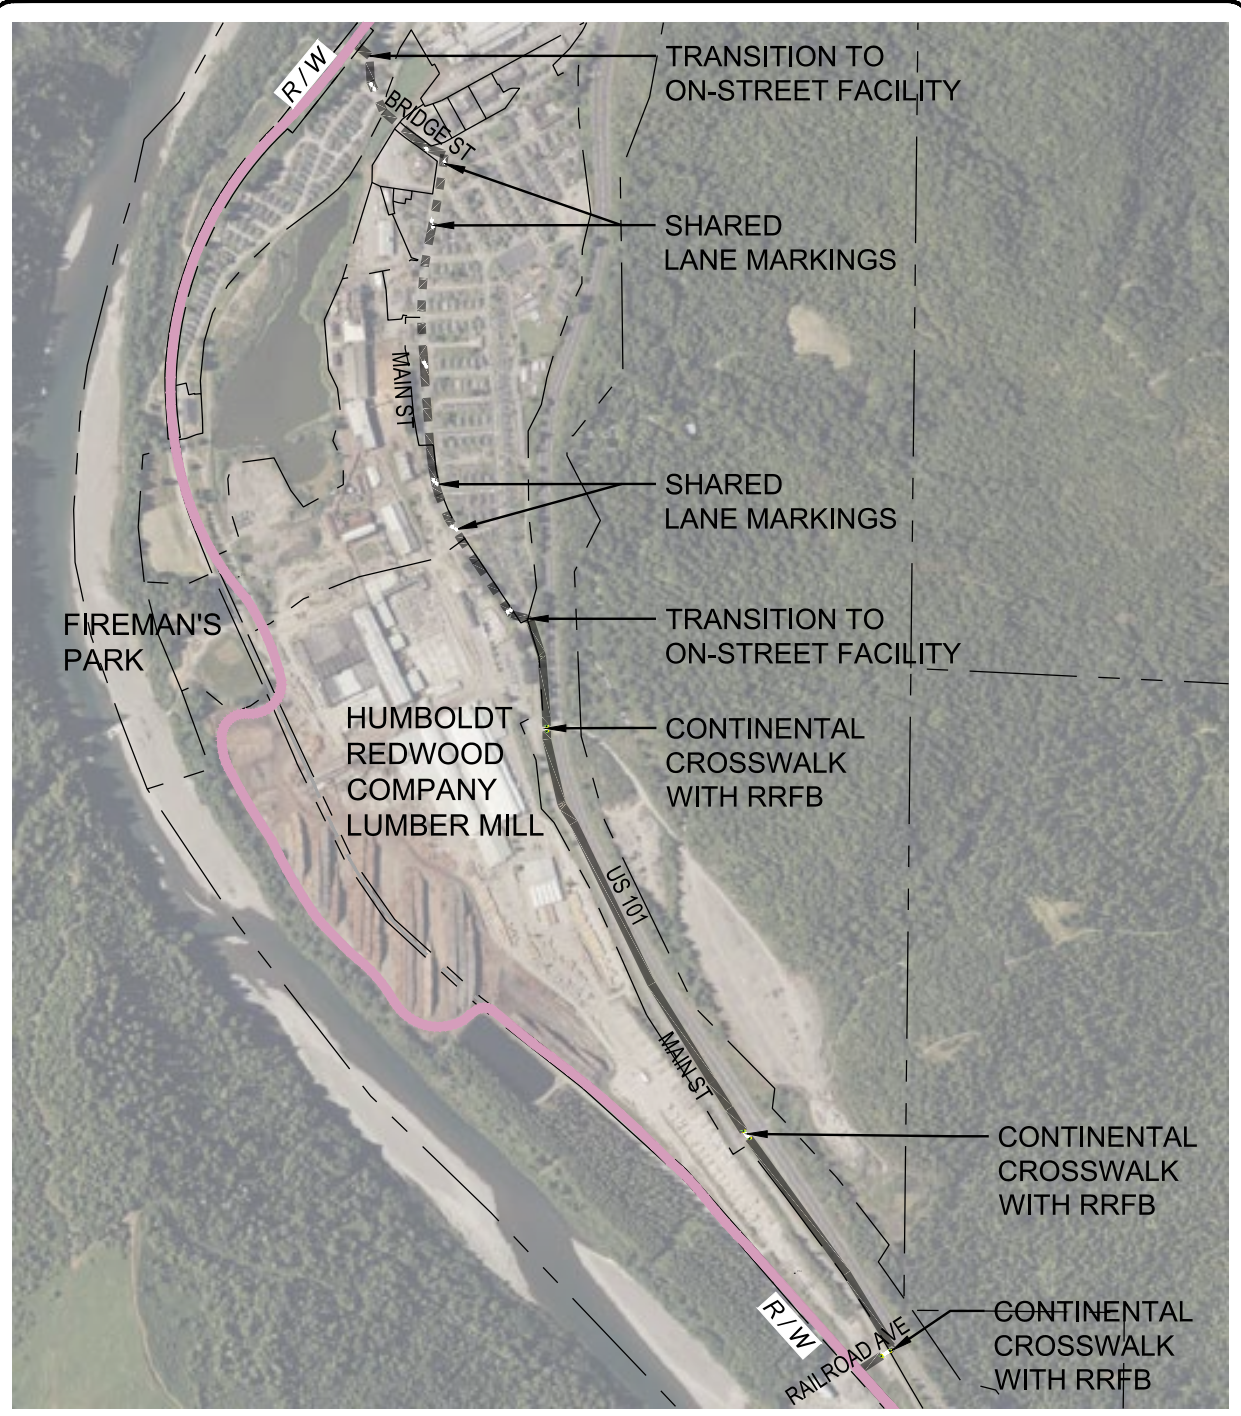 TRANSITION TO
ON-STREET FACILITY
R / W
BRIDGE ST
SHARED
LANE MARKINGS
MAIN ST
SHARED
LANE MARKINGS
FIREMAN'S
PARK
TRANSITION TO
ON-STREET FACILITY
HUMBOLDT
REDWOOD
COMPANY
LUMBER MILL
CONTINENTAL
CROSSWALK
WITH RRFB
US 101
MAIN ST
CONTINENTAL
CROSSWALK
WITH RRFB
R / W
RAILROAD AVE
CONTINENTAL
CROSSWALK
WITH RRFB